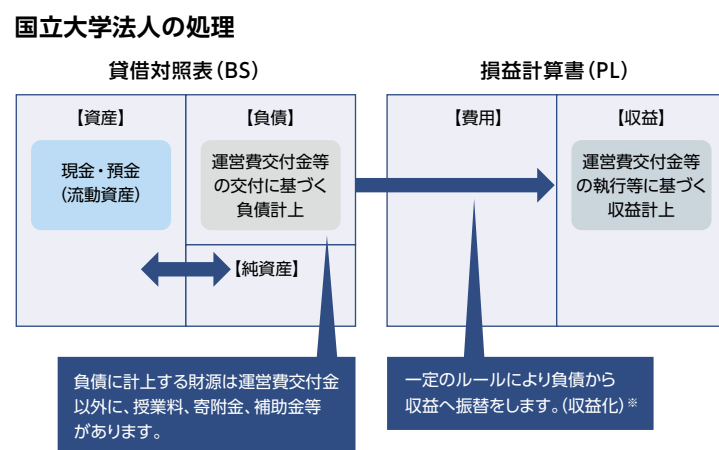 国立大学法人の処理
貸借対照表(BS)
損益計算書(PL)
【資産】
【負債】
【費用】
【収益】
現金・預金
(流動資産)
運営費交付金等
の交付に基づく
負債計上
運営費交付金等
の執行等に基づく
収益計上
【純資産】
負債に計上する財源は運営費交付金
以外に、授業料、寄附金、補助金等
があります。
一定のルールにより負債から
収益へ振替をします。(収益化)※